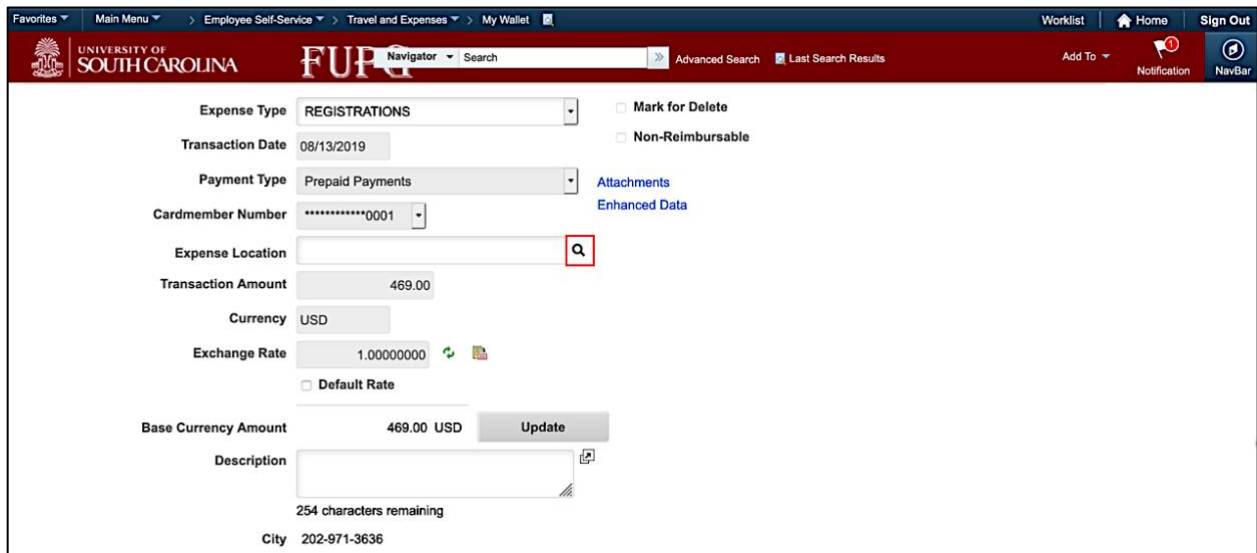 Favorites Main Menu > Employee Self-Service > Travel and Expenses > My Wallet Worklist Home Sign Out
UNIVERSITY OF
SOUTH CAROLINA
Navigator Search » Advanced Search Last Search Results Add To 1
Notification NavBar
Expense Type REGISTRATIONS Mark for Delete
Transaction Date 08/13/2019 Non-Reimbursable
Payment Type Prepaid Payments Attachments
Enhanced Data
Cardmember Number ************0001
Expense Location
Transaction Amount 469.00
Currency USD
Exchange Rate 1.00000000
Default Rate
Base Currency Amount 469.00 USD Update
Description
254 characters remaining
City 202-971-3636